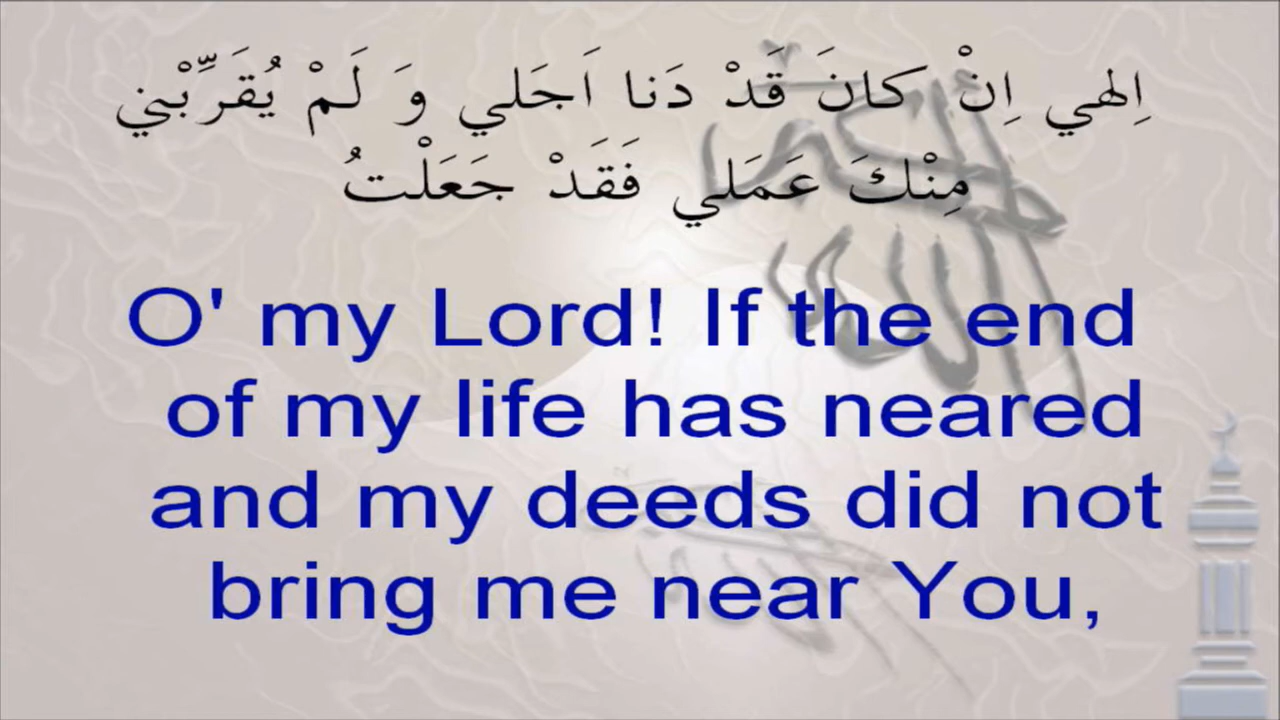 اِلهي اِنْ كانَ قَدْ دَنا اَجَلي وَ لَمْ يُقَرِّبْني
مِنْكَ عَمَلي فَقَدْ جَعَلْتُ
O' my Lord! If the end
of my life has neared
and my deeds did not
bring me near You,